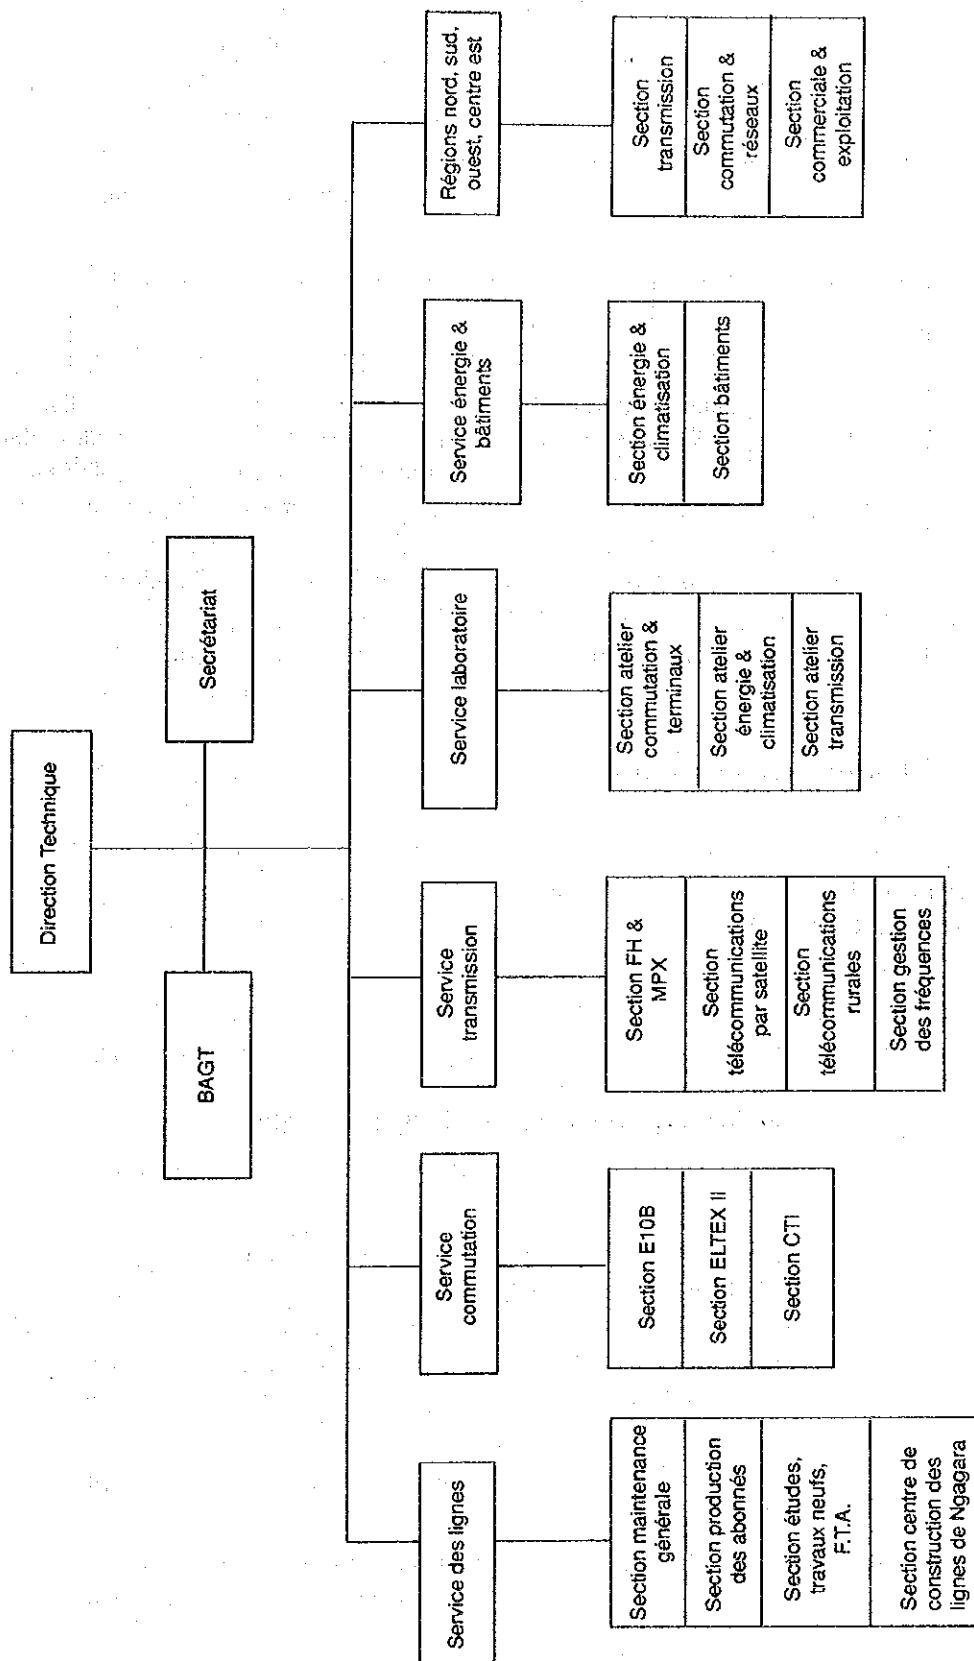 Direction Technique
BAGT
Secrétariat
Service des lignes
Service
commutation
Service
transmission
Service laboratoire
Service énergie &
bâtiments
Régions nord, sud,
ouest, centre est
Section maintenance
générale
Section production
des abonnés
Section études,
travaux neufs,
F.T.A.
Section centre de
construction des
lignes de Ngagara
Section E10B
Section ELTEX II
Section CTI
Section FH &
MPX
Section
télécommunications
par satellite
Section
télécommunications
rurales
Section gestion
des fréquences
Section atelier
commutation &
terminaux
Section atelier
énergie &
climatisation
Section atelier
transmission
Section énergie &
climatisation
Section bâtiments
Section
transmission
Section
commutation &
réseaux
Section
commerciale &
exploitation